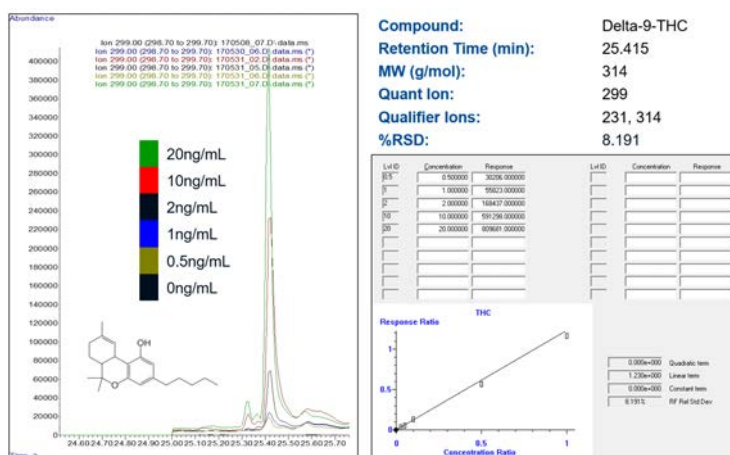 Abundance
Ion 299.00 (298.70 to 299.70): 170508_07.D\data.ms
Ion 299.00 (298.70 to 299.70): 170530_06.D\data.ms (*)
Ion 299.00 (298.70 to 299.70): 170531_02.D\data.ms (*)
Ion 299.00 (298.70 to 299.70): 170531_05.D\data.ms (*)
Ion 299.00 (298.70 to 299.70): 170531_06.D\data.ms (*)
Ion 299.00 (298.70 to 299.70): 170531_07.D\data.ms (*)
400000
380000
360000
340000
320000
300000
280000
260000
240000
220000
200000
180000
160000
140000
120000
100000
80000
60000
40000
20000
0
20ng/mL
10ng/mL
2ng/mL
1ng/mL
0.5ng/mL
0ng/mL
OH
O
24.60 24.70 24.80 24.90 25.00 25.10 25.20 25.30 25.40 25.50 25.60 25.70
Compound: Delta-9-THC
Retention Time (min): 25.415
MW (g/mol): 314
Quant Ion: 299
Qualifier Ions: 231, 314
%RSD: 8.191
Lvl ID Concentration Response Lvl ID Concentration Response
0.5 0.500000 30206.000000
1 1.000000 55823.000000
2 2.000000 168437.000000
10 10.000000 591298.000000
20 20.000000 809681.000000
THC
Response Ratio
1
0
0 0.5 1
Concentration Ratio
0.000e+000 Quadratic term
1.230e+000 Linear term
0.000e+000 Constant term
8.191% RF Rel Std Dev